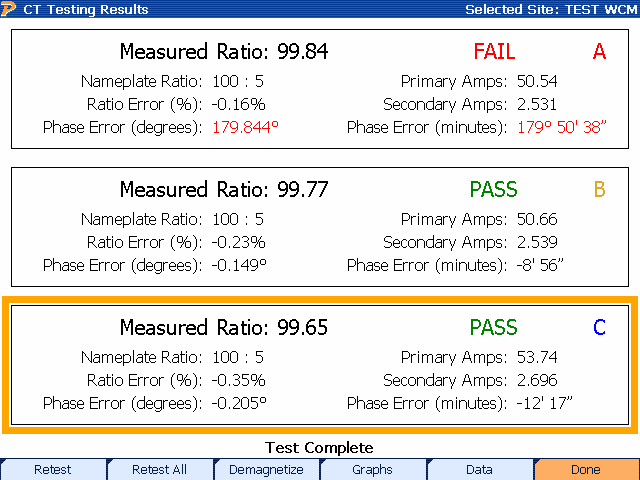 CT Testing Results Selected Site: TEST WCM
Measured Ratio: 99.84 FAIL A
Nameplate Ratio: 100 : 5 Primary Amps: 50.54
Ratio Error (%): -0.16% Secondary Amps: 2.531
Phase Error (degrees): 179.844° Phase Error (minutes): 179° 50' 38"
Measured Ratio: 99.77 PASS B
Nameplate Ratio: 100 : 5 Primary Amps: 50.66
Ratio Error (%): -0.23% Secondary Amps: 2.539
Phase Error (degrees): -0.149° Phase Error (minutes): -8' 56"
Measured Ratio: 99.65 PASS C
Nameplate Ratio: 100 : 5 Primary Amps: 53.74
Ratio Error (%): -0.35% Secondary Amps: 2.696
Phase Error (degrees): -0.205° Phase Error (minutes): -12' 17"
Test Complete
Retest Retest All Demagnetize Graphs Data Done